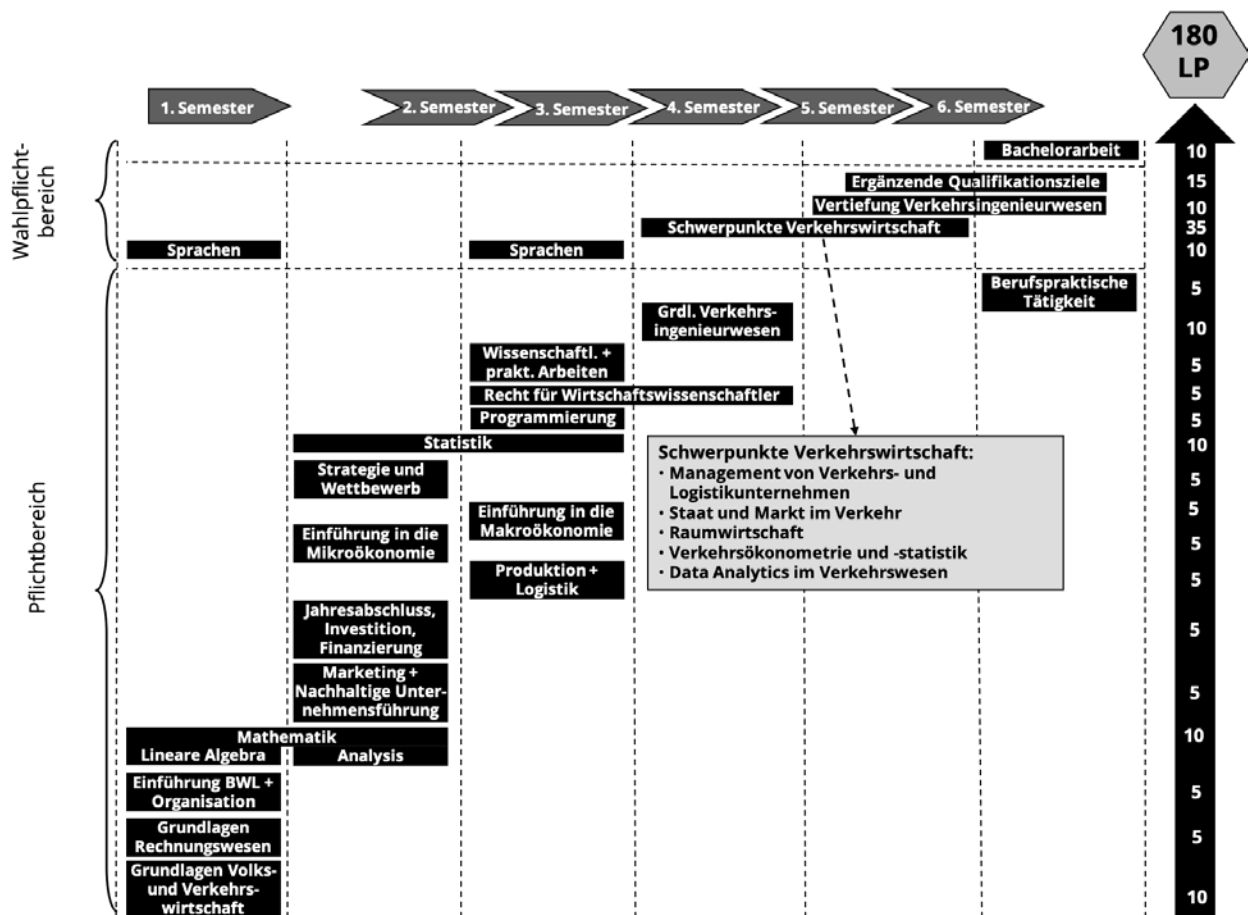 180
LP
1. Semester
2. Semester
3. Semester
4. Semester
5. Semester
6. Semester
Wahlpflicht-
bereich
Bachelorarbeit
10
Ergänzende Qualifikationsziele
15
Vertiefung Verkehrsingenieurwesen
10
Schwerpunkte Verkehrswirtschaft
35
Sprachen
Sprachen
10
Pflichtbereich
Berufspraktische
Tätigkeit
5
Grdl. Verkehrs-
ingenieurwesen
10
Wissenschaftl. +
prakt. Arbeiten
5
Recht für Wirtschaftswissenschaftler
5
Programmierung
5
Statistik
10
Schwerpunkte Verkehrswirtschaft:
· Management von Verkehrs- und
Logistikunternehmen
· Staat und Markt im Verkehr
· Raumwirtschaft
· Verkehrsökonometrie und -statistik
· Data Analytics im Verkehrswesen
Strategie und
Wettbewerb
5
Einführung in die
Makroökonomie
5
Einführung in die
Mikroökonomie
5
Produktion +
Logistik
5
Jahresabschluss,
Investition,
Finanzierung
5
Marketing +
Nachhaltige Unter-
nehmensführung
5
Mathematik
10
Lineare Algebra
Analysis
Einführung BWL +
Organisation
5
Grundlagen
Rechnungswesen
5
Grundlagen Volks-
und Verkehrs-
wirtschaft
10